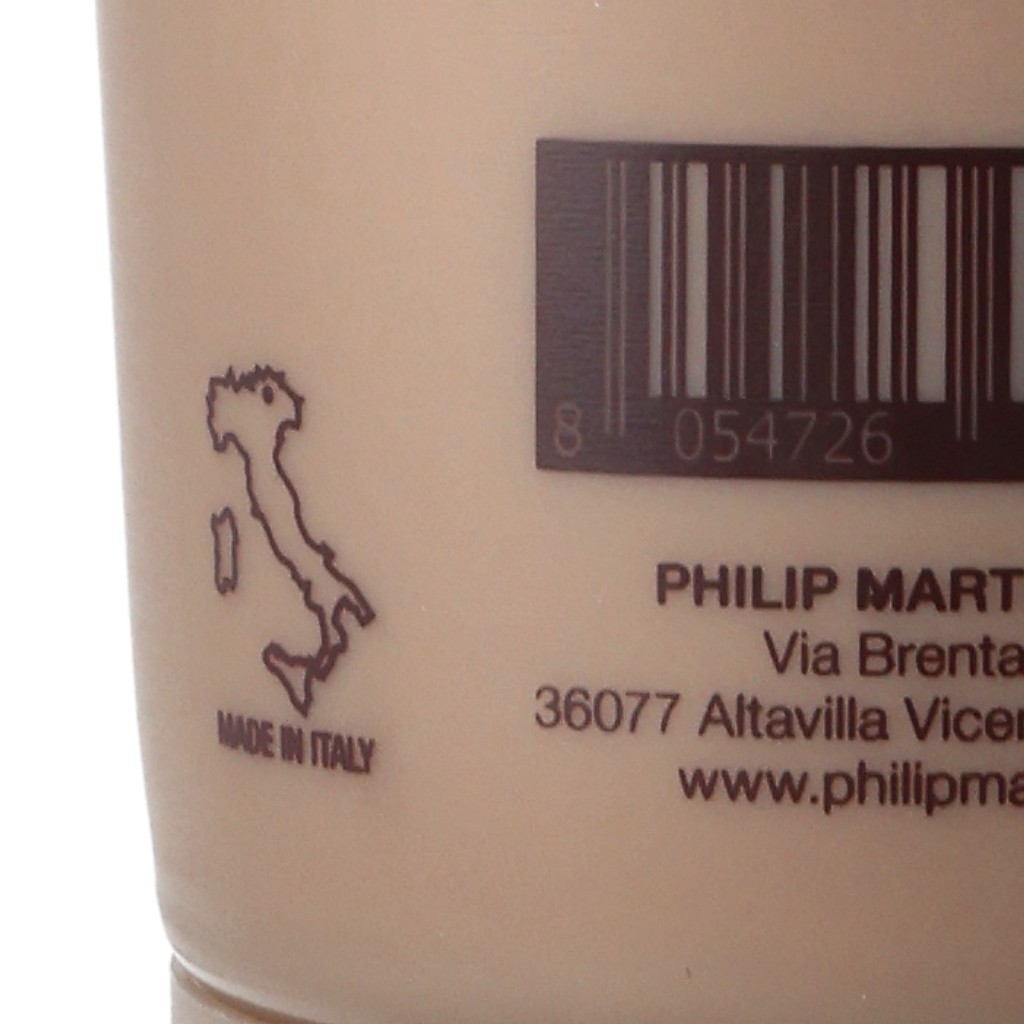 8 054726
PHILIP MART
Via Brenta
36077 Altavilla Vicen
www.philipma
MADE IN ITALY